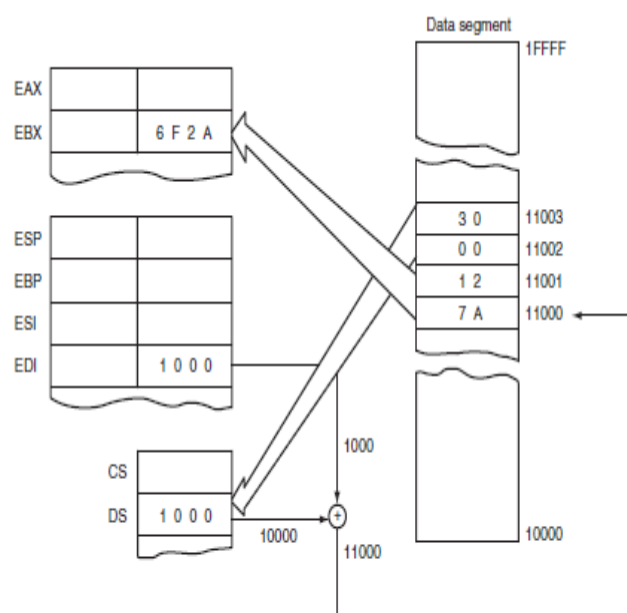 Data segment
1FFFF
EAX
EBX 6 F 2 A
3 0 11003
0 0 11002
1 2 11001
7 A 11000
ESP
EBP
ESI
EDI 1 0 0 0
1000
CS
DS 1 0 0 0
10000
+
11000
10000